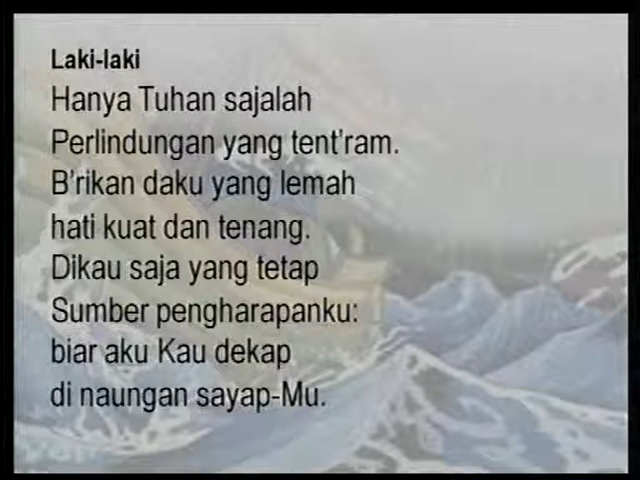 Laki-laki
Hanya Tuhan sajalah
Perlindungan yang tent'ram.
B'rikan daku yang lemah
hati kuat dan tenang.
Dikau saja yang tetap
Sumber pengharapanku:
biar aku Kau dekap
di naungan sayap-Mu.